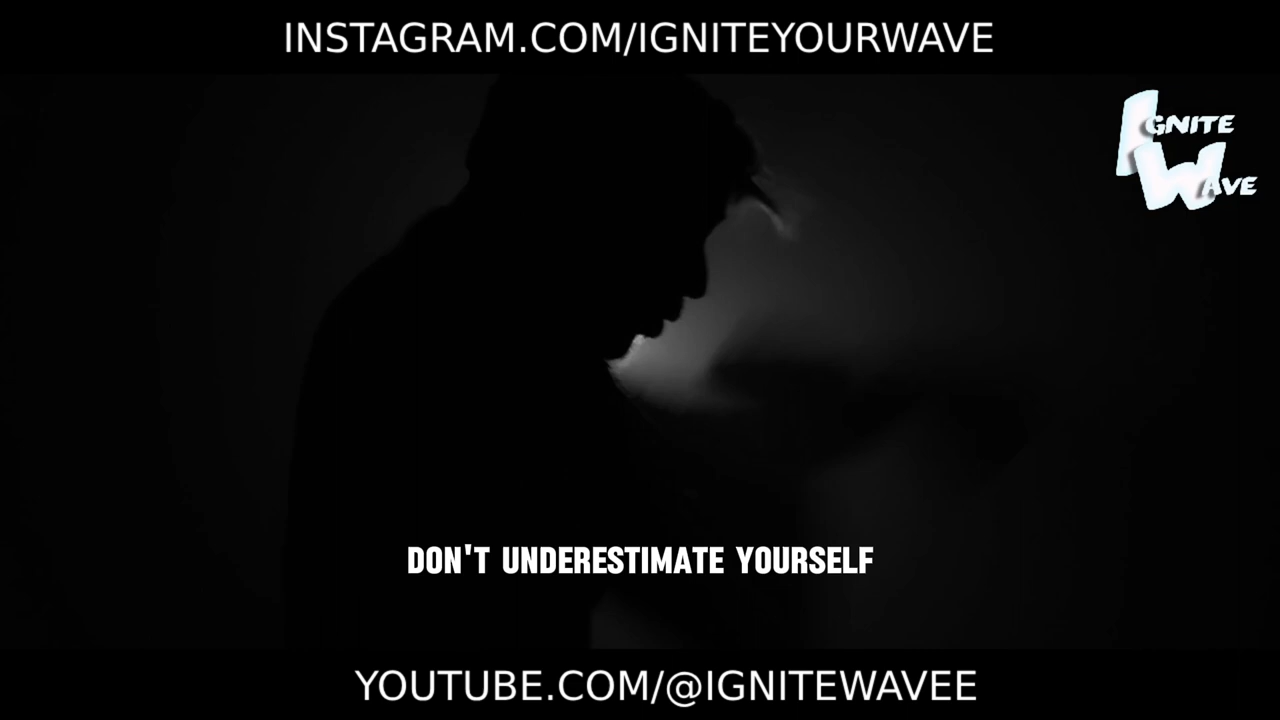 INSTAGRAM.COM/IGNITEYOURWAVE
IGNITE
WAVE
DON'T UNDERESTIMATE YOURSELF
YOUTUBE.COM/@IGNITEWAVEE